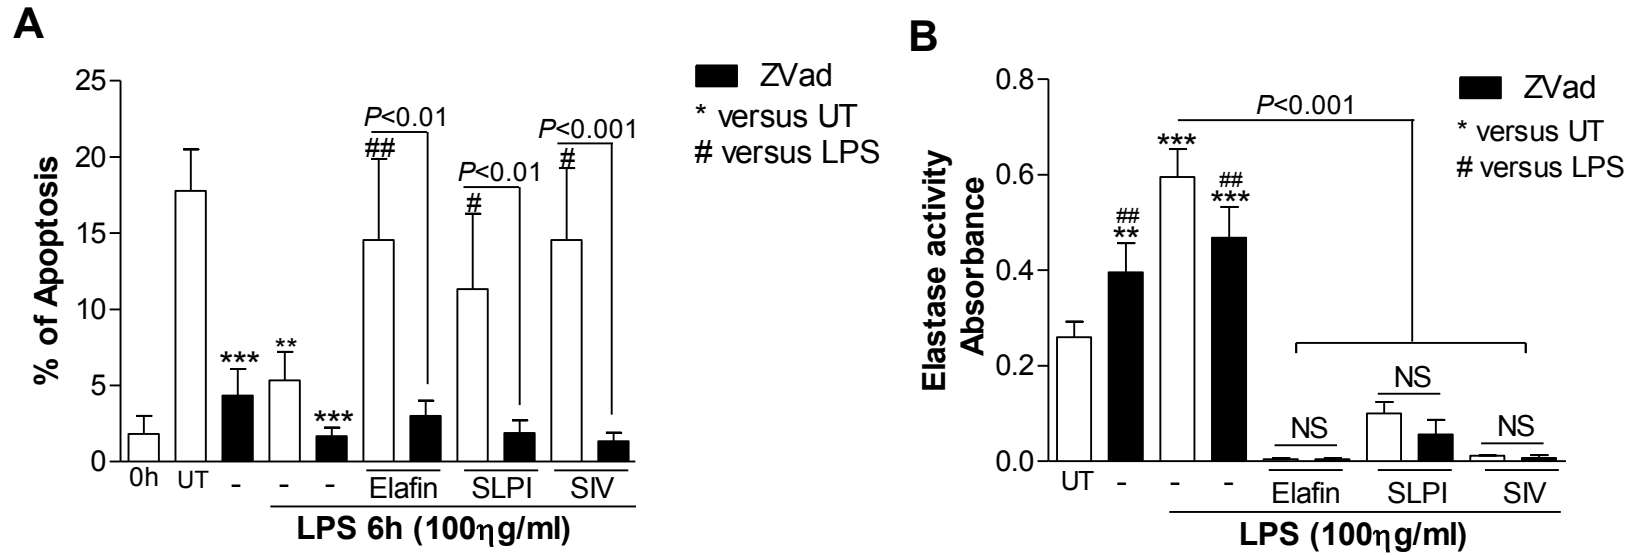 A
% of Apoptosis
25
20
15
10
5
0
***
**
***
##
P<0.01
#
P<0.01
#
P<0.001
ZVad
* versus UT
# versus LPS
0h UT - - - Elafin SLPI SIV
LPS 6h (100ηg/ml)
B
Elastase activity
Absorbance
0.8
0.6
0.4
0.2
0.0
##
**
***
##
***
P<0.001
NS
NS
NS
ZVad
* versus UT
# versus LPS
UT - - - Elafin SLPI SIV
LPS (100ηg/ml)